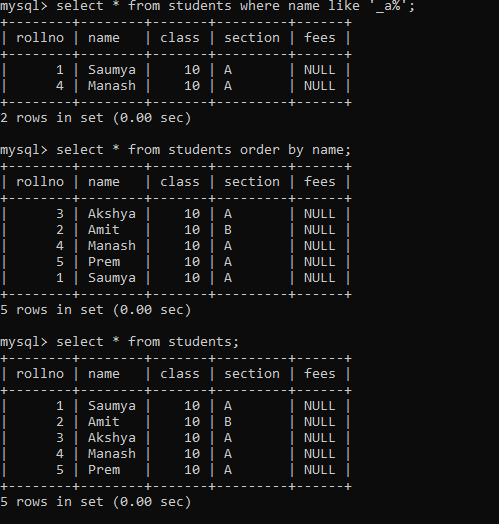 mysql> select * from students where name like '_a%';
+--------+--------+-------+---------+------+
| rollno | name   | class | section | fees |
+--------+--------+-------+---------+------+
|      1 | Saumya |    10 | A       | NULL |
|      4 | Manash |    10 | A       | NULL |
+--------+--------+-------+---------+------+
2 rows in set (0.00 sec)
mysql> select * from students order by name;
+--------+--------+-------+---------+------+
| rollno | name   | class | section | fees |
+--------+--------+-------+---------+------+
|      3 | Akshya |    10 | A       | NULL |
|      2 | Amit   |    10 | B       | NULL |
|      4 | Manash |    10 | A       | NULL |
|      5 | Prem   |    10 | A       | NULL |
|      1 | Saumya |    10 | A       | NULL |
+--------+--------+-------+---------+------+
5 rows in set (0.00 sec)
mysql> select * from students;
+--------+--------+-------+---------+------+
| rollno | name   | class | section | fees |
+--------+--------+-------+---------+------+
|      1 | Saumya |    10 | A       | NULL |
|      2 | Amit   |    10 | B       | NULL |
|      3 | Akshya |    10 | A       | NULL |
|      4 | Manash |    10 | A       | NULL |
|      5 | Prem   |    10 | A       | NULL |
+--------+--------+-------+---------+------+
5 rows in set (0.00 sec)